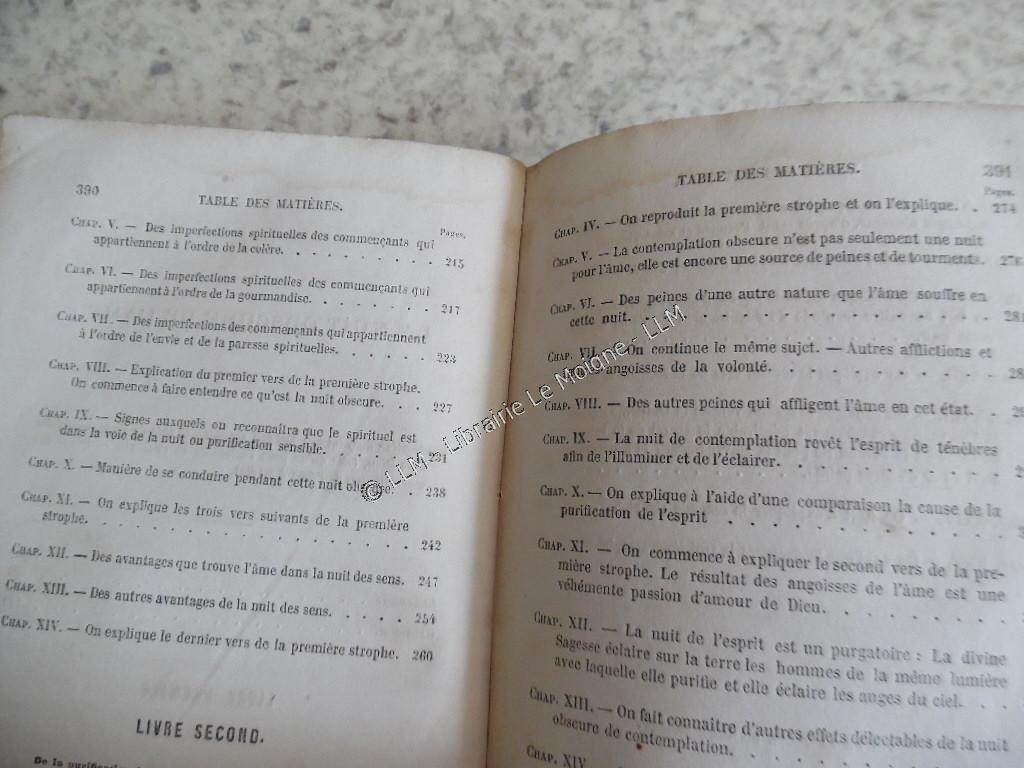 390
TABLE DES MATIÈRES.
Pages.
CHAP. V. — Des imperfections spirituelles des commençants qui
appartiennent à l'ordre de la colère. . . . . . . . . 215
CHAP. VI. — Des imperfections spirituelles des commençants qui
appartiennent à l'ordre de la gourmandise. . . . . . . 217
CHAP. VII. — Des imperfections des commençants qui appartiennent
à l'ordre de l'envie et de la paresse spirituelles. . . . . . 223
CHAP. VIII. — Explication du premier vers de la première strophe.
On commence à faire entendre ce qu'est la nuit obscure. . . 227
CHAP. IX. — Signes auxquels on reconnaîtra que le spirituel est
dans la voie de la nuit ou purification sensible. . . . . . 231
CHAP. X. — Manière de se conduire pendant cette nuit obscure. . 238
CHAP. XI. — On explique les trois vers suivants de la première
strophe. . . . . . . . . . . . . . . . 242
CHAP. XII. — Des avantages que trouve l'âme dans la nuit des sens. 247
CHAP. XIII. — Des autres avantages de la nuit des sens. . . . . 254
CHAP. XIV. — On explique le dernier vers de la première strophe. 260
LIVRE SECOND.
De la
TABLE DES MATIÈRES.
391
Pages.
CHAP. IV. — On reproduit la première strophe et on l'explique. . 274
CHAP. V. — La contemplation obscure n'est pas seulement une nuit
pour l'âme, elle est encore une source de peines et de tourments.
CHAP. VI. — Des peines d'une autre nature que l'âme souffre en
cette nuit. . . . . . . . . . . . . . . 281
CHAP. VII. — On continue le même sujet. — Autres afflictions et
angoisses de la volonté. . . . . . . . . . .
CHAP. VIII. — Des autres peines qui affligent l'âme en cet état. .
CHAP. IX. — La nuit de contemplation revêt l'esprit de ténèbres
afin de l'illuminer et de l'éclairer. . . . . . . . . .
CHAP. X. — On explique à l'aide d'une comparaison la cause de la
purification de l'esprit . . . . . . . . . . .
CHAP. XI. — On commence à expliquer le second vers de la pre-
mière strophe. Le résultat des angoisses de l'âme est une
véhémente passion d'amour de Dieu. . . . . . . . .
CHAP. XII. — La nuit de l'esprit est un purgatoire : La divine
Sagesse éclaire sur la terre les hommes de la même lumière
avec laquelle elle purifie et elle éclaire les anges du ciel. . .
CHAP. XIII. — On fait connaître d'autres effets délectables de la nuit
obscure de contemplation. . . . . . . . . . .
CHAP. XIV
© LLM - Librairie Le Moigne - LLM